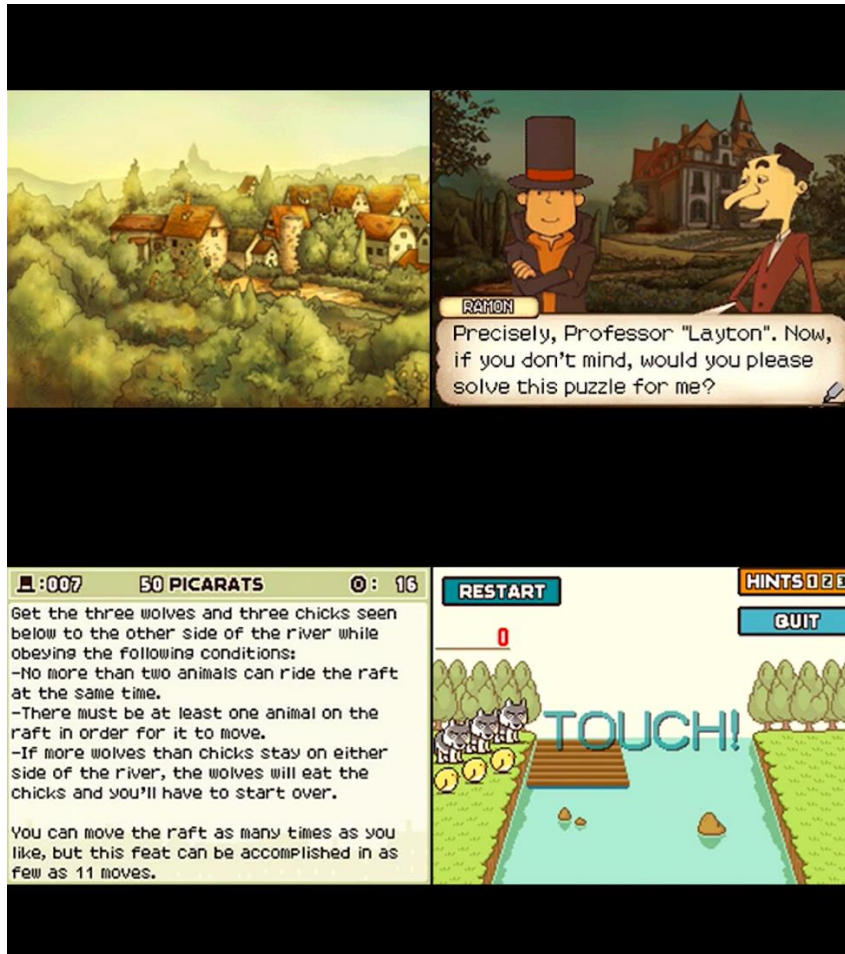 RAMON
Precisely, Professor "Layton". Now,
if you don't mind, would you please
solve this puzzle for me?
:007 50 PICARATS : 16
Get the three wolves and three chicks seen
below to the other side of the river while
obeying the following conditions:
-No more than two animals can ride the raft
at the same time.
-There must be at least one animal on the
raft in order for it to move.
-If more wolves than chicks stay on either
side of the river, the wolves will eat the
chicks and you'll have to start over.
You can move the raft as many times as you
like, but this feat can be accomplished in as
few as 11 moves.
RESTART
HINTS 1 2 3
QUIT
0
TOUCH!